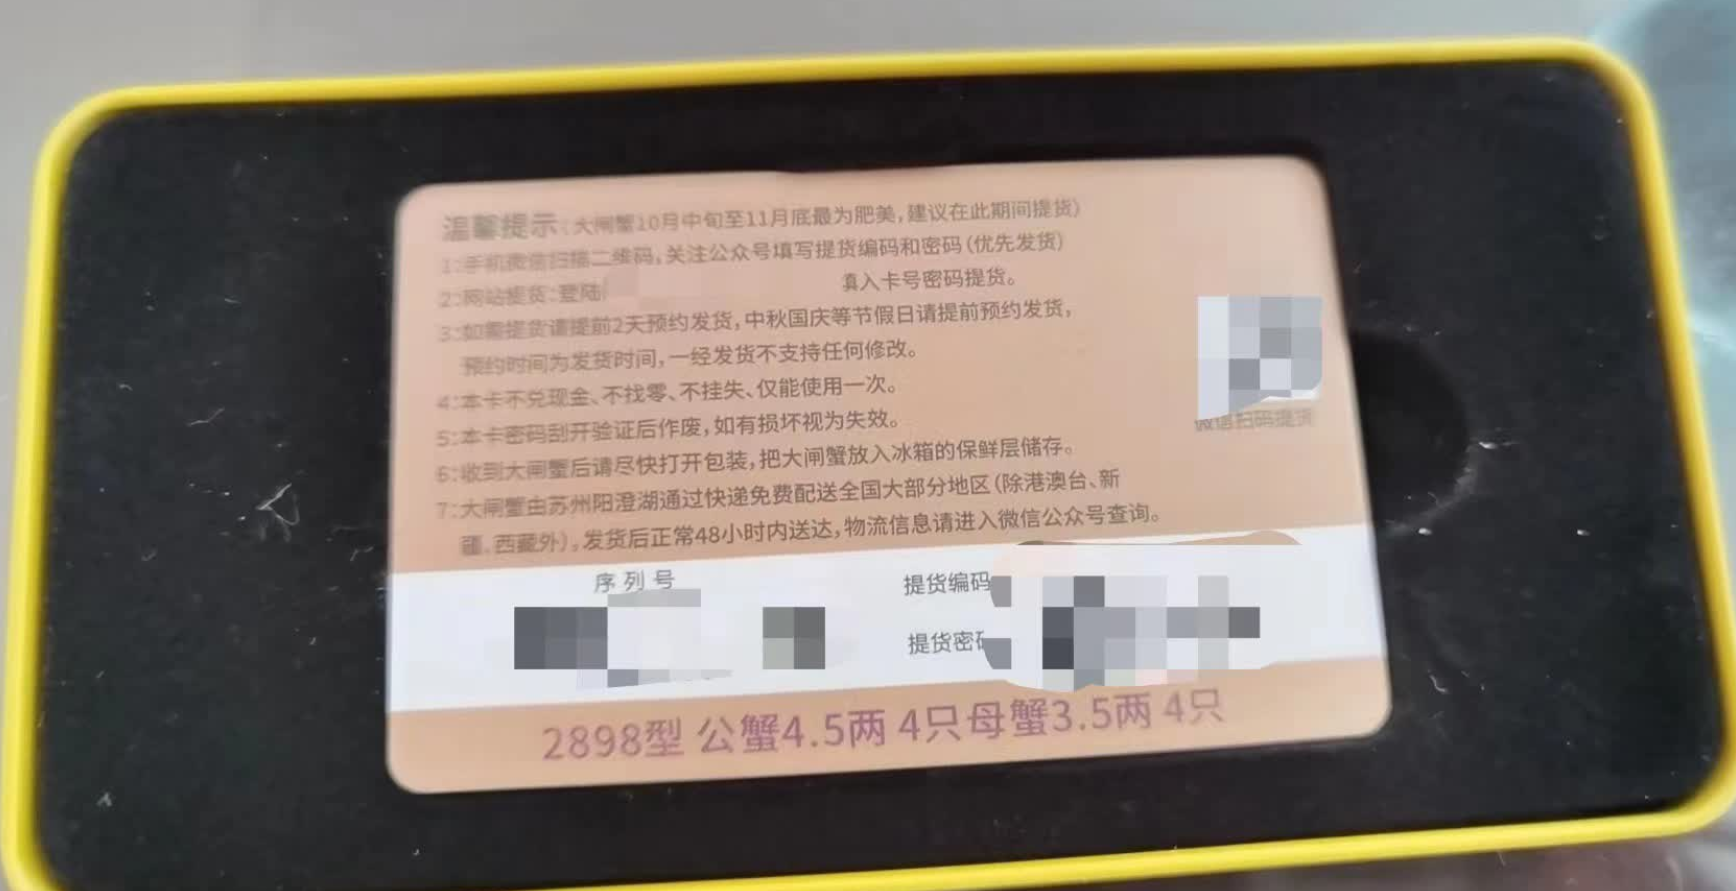 温馨提示(大闸蟹10月中旬至11月底最为肥美,建议在此期间提货)
1:手机微信扫描二维码,关注公众号填写提货编码和密码(优先发货)
2:网站提货:登陆 填入卡号密码提货。
3:如需提货请提前2天预约发货,中秋国庆等节假日请提前预约发货,
预约时间为发货时间,一经发货不支持任何修改。
4:本卡不兑现金、不找零、不挂失、仅能使用一次。
5:本卡密码刮开验证后作废,如有损坏视为失效。
6:收到大闸蟹后请尽快打开包装,把大闸蟹放入冰箱的保鲜层储存。
7:大闸蟹由苏州阳澄湖通过快递免费配送全国大部分地区(除港澳台、新
疆、西藏外),发货后正常48小时内送达,物流信息请进入微信公众号查询。
微信扫码提货
序列号
提货编码
提货密码
2898型 公蟹4.5两 4只母蟹3.5两 4只